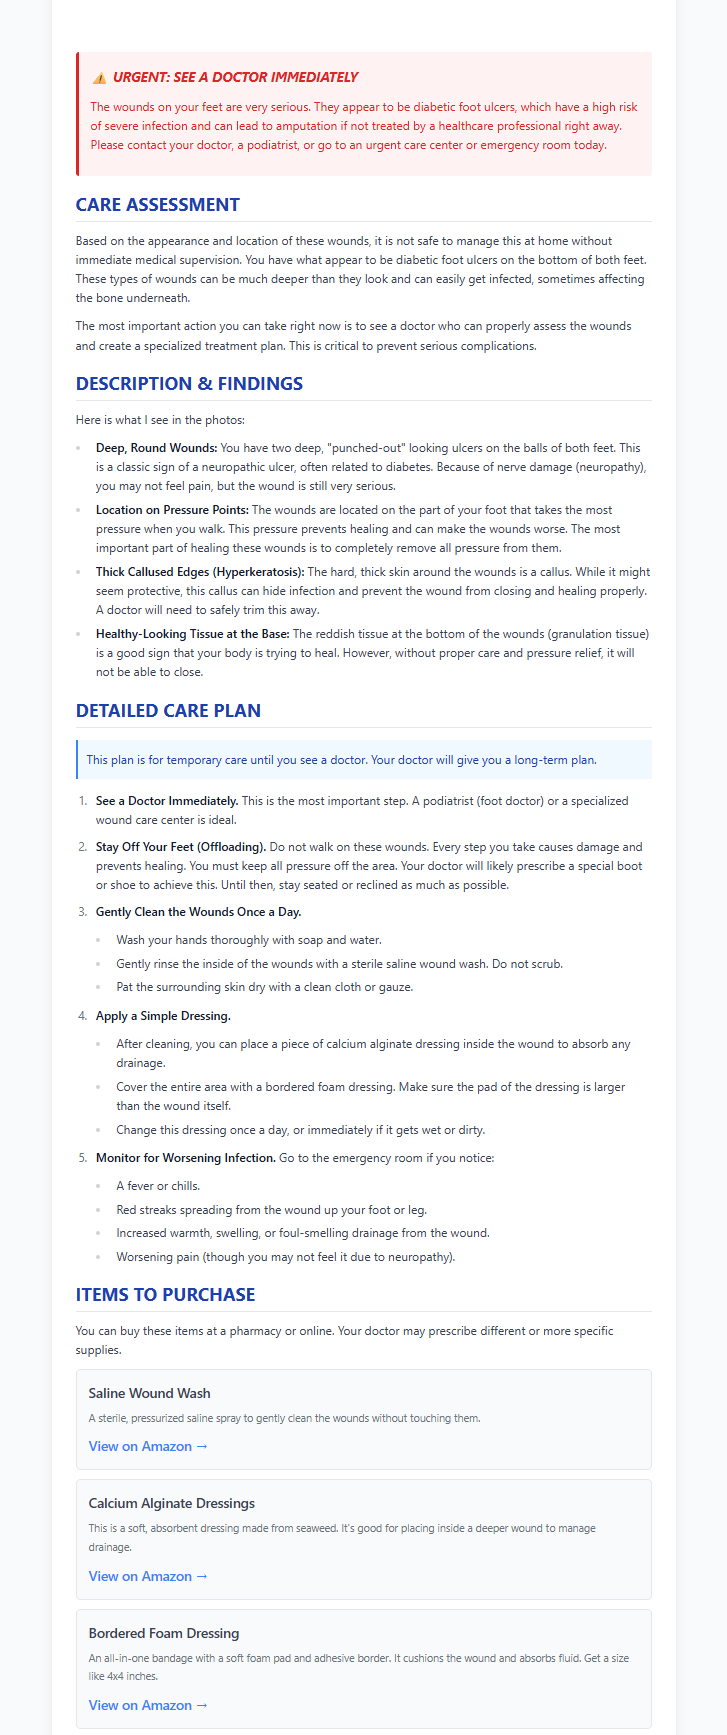 ⚠️ URGENT: SEE A DOCTOR IMMEDIATELY
The wounds on your feet are very serious. They appear to be diabetic foot ulcers, which have a high risk
of severe infection and can lead to amputation if not treated by a healthcare professional right away.
Please contact your doctor, a podiatrist, or go to an urgent care center or emergency room today.
CARE ASSESSMENT
Based on the appearance and location of these wounds, it is not safe to manage this at home without
immediate medical supervision. You have what appear to be diabetic foot ulcers on the bottom of both feet.
These types of wounds can be much deeper than they look and can easily get infected, sometimes affecting
the bone underneath.
The most important action you can take right now is to see a doctor who can properly assess the wounds
and create a specialized treatment plan. This is critical to prevent serious complications.
DESCRIPTION & FINDINGS
Here is what I see in the photos:
• Deep, Round Wounds: You have two deep, "punched-out" looking ulcers on the balls of both feet. This
is a classic sign of a neuropathic ulcer, often related to diabetes. Because of nerve damage (neuropathy),
you may not feel pain, but the wound is still very serious.
• Location on Pressure Points: The wounds are located on the part of your foot that takes the most
pressure when you walk. This pressure prevents healing and can make the wounds worse. The most
important part of healing these wounds is to completely remove all pressure from them.
• Thick Callused Edges (Hyperkeratosis): The hard, thick skin around the wounds is a callus. While it might
seem protective, this callus can hide infection and prevent the wound from closing and healing properly.
A doctor will need to safely trim this away.
• Healthy-Looking Tissue at the Base: The reddish tissue at the bottom of the wounds (granulation tissue)
is a good sign that your body is trying to heal. However, without proper care and pressure relief, it will
not be able to close.
DETAILED CARE PLAN
This plan is for temporary care until you see a doctor. Your doctor will give you a long-term plan.
1. See a Doctor Immediately. This is the most important step. A podiatrist (foot doctor) or a specialized
wound care center is ideal.
2. Stay Off Your Feet (Offloading). Do not walk on these wounds. Every step you take causes damage and
prevents healing. You must keep all pressure off the area. Your doctor will likely prescribe a special boot
or shoe to achieve this. Until then, stay seated or reclined as much as possible.
3. Gently Clean the Wounds Once a Day.
• Wash your hands thoroughly with soap and water.
• Gently rinse the inside of the wounds with a sterile saline wound wash. Do not scrub.
• Pat the surrounding skin dry with a clean cloth or gauze.
4. Apply a Simple Dressing.
• After cleaning, you can place a piece of calcium alginate dressing inside the wound to absorb any
drainage.
• Cover the entire area with a bordered foam dressing. Make sure the pad of the dressing is larger
than the wound itself.
• Change this dressing once a day, or immediately if it gets wet or dirty.
5. Monitor for Worsening Infection. Go to the emergency room if you notice:
• A fever or chills.
• Red streaks spreading from the wound up your foot or leg.
• Increased warmth, swelling, or foul-smelling drainage from the wound.
• Worsening pain (though you may not feel it due to neuropathy).
ITEMS TO PURCHASE
You can buy these items at a pharmacy or online. Your doctor may prescribe different or more specific
supplies.
Saline Wound Wash
A sterile, pressurized saline spray to gently clean the wounds without touching them.
View on Amazon →
Calcium Alginate Dressings
This is a soft, absorbent dressing made from seaweed. It's good for placing inside a deeper wound to manage
drainage.
View on Amazon →
Bordered Foam Dressing
An all-in-one bandage with a soft foam pad and adhesive border. It cushions the wound and absorbs fluid. Get a size
like 4x4 inches.
View on Amazon →